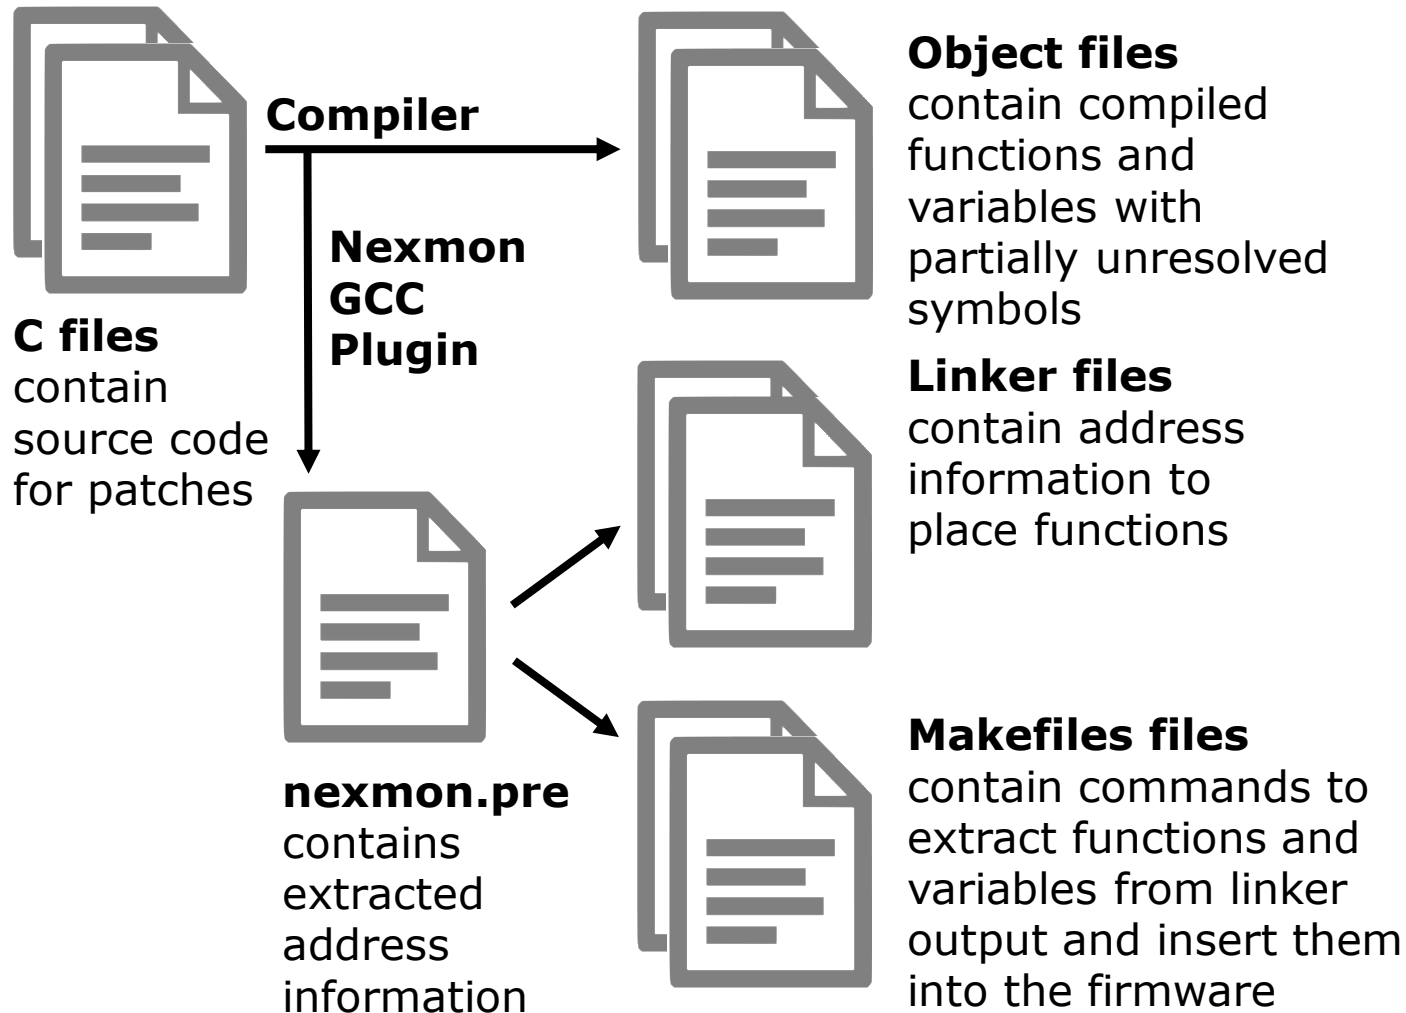 Compiler
Nexmon
GCC
Plugin
C files
contain
source code
for patches
nexmon.pre
contains
extracted
address
information
Object files
contain compiled
functions and
variables with
partially unresolved
symbols
Linker files
contain address
information to
place functions
Makefiles files
contain commands to
extract functions and
variables from linker
output and insert them
into the firmware